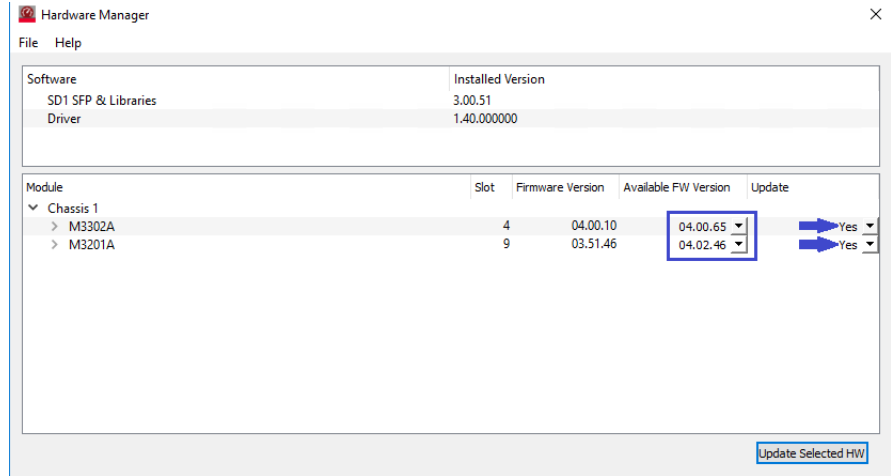 Hardware Manager
File Help
Software Installed Version
SD1 SFP & Libraries 3.00.51
Driver 1.40.000000
Module Slot Firmware Version Available FW Version Update
Chassis 1
M3302A 4 04.00.10 04.00.65 Yes
M3201A 9 03.51.46 04.02.46 Yes
Update Selected HW